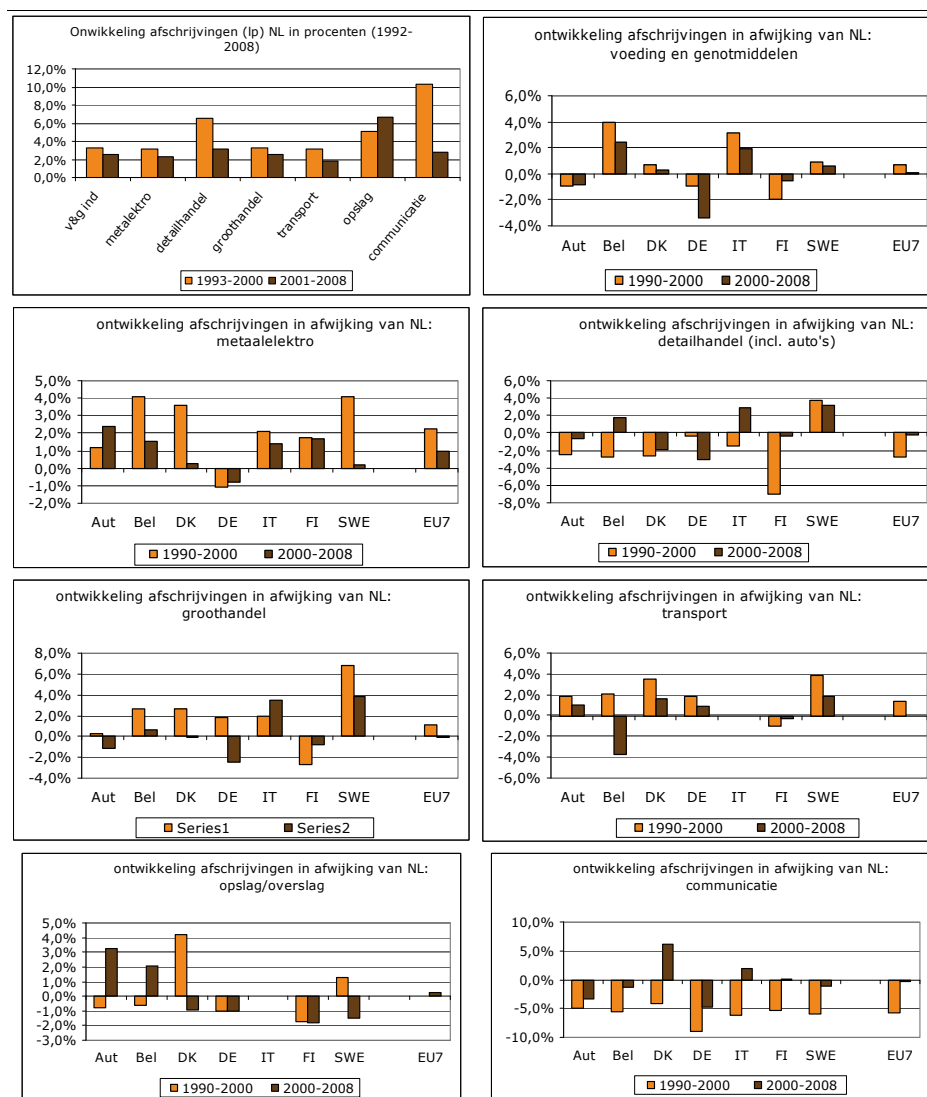 Onwikkeling afschrijvingen (lp) NL in procenten (1992-
2008)
12,0%
10,0%
8,0%
6,0%
4,0%
2,0%
0,0%
v&g ind
metalektro
detailhandel
groothandel
transport
opslag
communicatie
1993-2000 2001-2008
ontwikkeling afschrijvingen in afwijking van NL:
voeding en genotmiddelen
6,0%
4,0%
2,0%
0,0%
-2,0%
-4,0%
Aut Bel DK DE IT FI SWE EU7
1990-2000 2000-2008
ontwikkeling afschrijvingen in afwijking van NL:
metaalelektro
5,0%
4,0%
3,0%
2,0%
1,0%
0,0%
-1,0%
-2,0%
Aut Bel DK DE IT FI SWE EU7
1990-2000 2000-2008
ontwikkeling afschrijvingen in afwijking van NL:
detailhandel (incl. auto's)
6,0%
4,0%
2,0%
0,0%
-2,0%
-4,0%
-6,0%
-8,0%
Aut Bel DK DE IT FI SWE EU7
1990-2000 2000-2008
ontwikkeling afschrijvingen in afwijking van NL:
groothandel
8,0%
6,0%
4,0%
2,0%
0,0%
-2,0%
-4,0%
Aut Bel DK DE IT FI SWE EU7
Series1 Series2
ontwikkeling afschrijvingen in afwijking van NL:
transport
6,0%
4,0%
2,0%
0,0%
-2,0%
-4,0%
-6,0%
Aut Bel DK DE IT FI SWE EU7
1990-2000 2000-2008
ontwikkeling afschrijvingen in afwijking van NL:
opslag/overslag
5,0%
4,0%
3,0%
2,0%
1,0%
0,0%
-1,0%
-2,0%
-3,0%
Aut Bel DK DE IT FI SWE EU7
1990-2000 2000-2008
ontwikkeling afschrijvingen in afwijking van NL:
communicatie
10,0%
5,0%
0,0%
-5,0%
-10,0%
Aut Bel DK DE IT FI SWE EU7
1990-2000 2000-2008